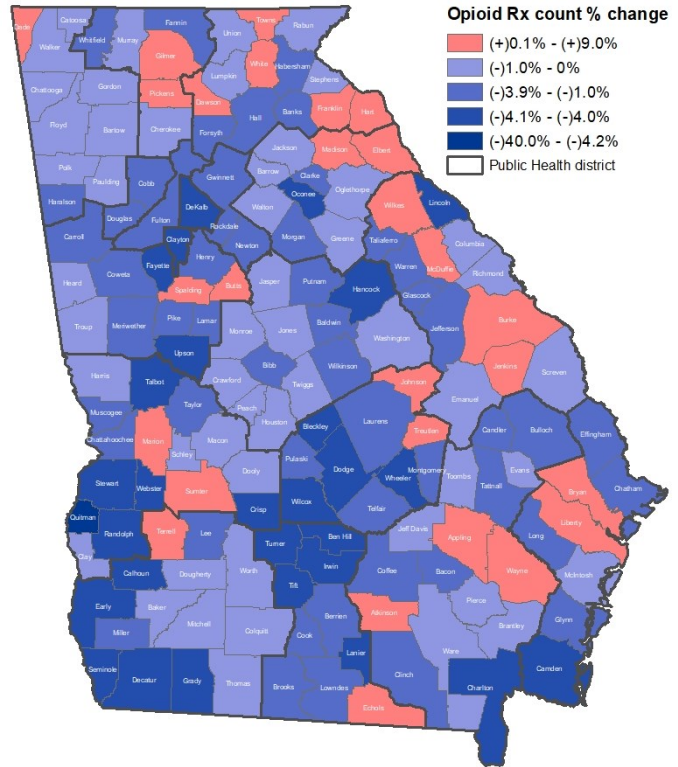 Opioid Rx count % change
(+)0.1% - (+)9.0%
(-)1.0% - 0%
(-)3.9% - (-)1.0%
(-)4.1% - (-)4.0%
(-)40.0% - (-)4.2%
Public Health district
Dade
Catoosa
Fannin
Towns
Rabun
Walker
Whitfield
Murray
Union
Gilmer
White
Habersham
Chattooga
Gordon
Lumpkin
Stephens
Pickens
Dawson
Franklin
Hart
Floyd
Bartow
Cherokee
Forsyth
Hall
Banks
Jackson
Madison
Elbert
Polk
Paulding
Cobb
Gwinnett
Barrow
Clarke
Oconee
Oglethorpe
Haralson
DeKalb
Walton
Wilkes
Lincoln
Douglas
Fulton
Rockdale
Carroll
Clayton
Newton
Morgan
Greene
Taliaferro
Columbia
Fayette
Henry
Warren
McDuffie
Richmond
Heard
Coweta
Spalding
Butts
Jasper
Putnam
Hancock
Glascock
Troup
Meriwether
Pike
Lamar
Monroe
Jones
Baldwin
Washington
Jefferson
Burke
Upson
Harris
Talbot
Crawford
Bibb
Twiggs
Wilkinson
Johnson
Jenkins
Screven
Muscogee
Taylor
Peach
Houston
Emanuel
Chattahoochee
Marion
Macon
Schley
Bleckley
Laurens
Treutlen
Candler
Bulloch
Effingham
Stewart
Webster
Sumter
Dooly
Pulaski
Dodge
Wheeler
Montgomery
Toombs
Tattnall
Evans
Bryan
Chatham
Quitman
Randolph
Terrell
Lee
Crisp
Wilcox
Telfair
Jeff Davis
Appling
Long
Liberty
Clay
Calhoun
Dougherty
Worth
Turner
Ben Hill
Irwin
Coffee
Bacon
Wayne
McIntosh
Early
Baker
Mitchell
Colquitt
Tift
Berrien
Atkinson
Pierce
Brantley
Glynn
Miller
Cook
Lanier
Ware
Seminole
Decatur
Grady
Thomas
Brooks
Lowndes
Clinch
Echols
Charlton
Camden